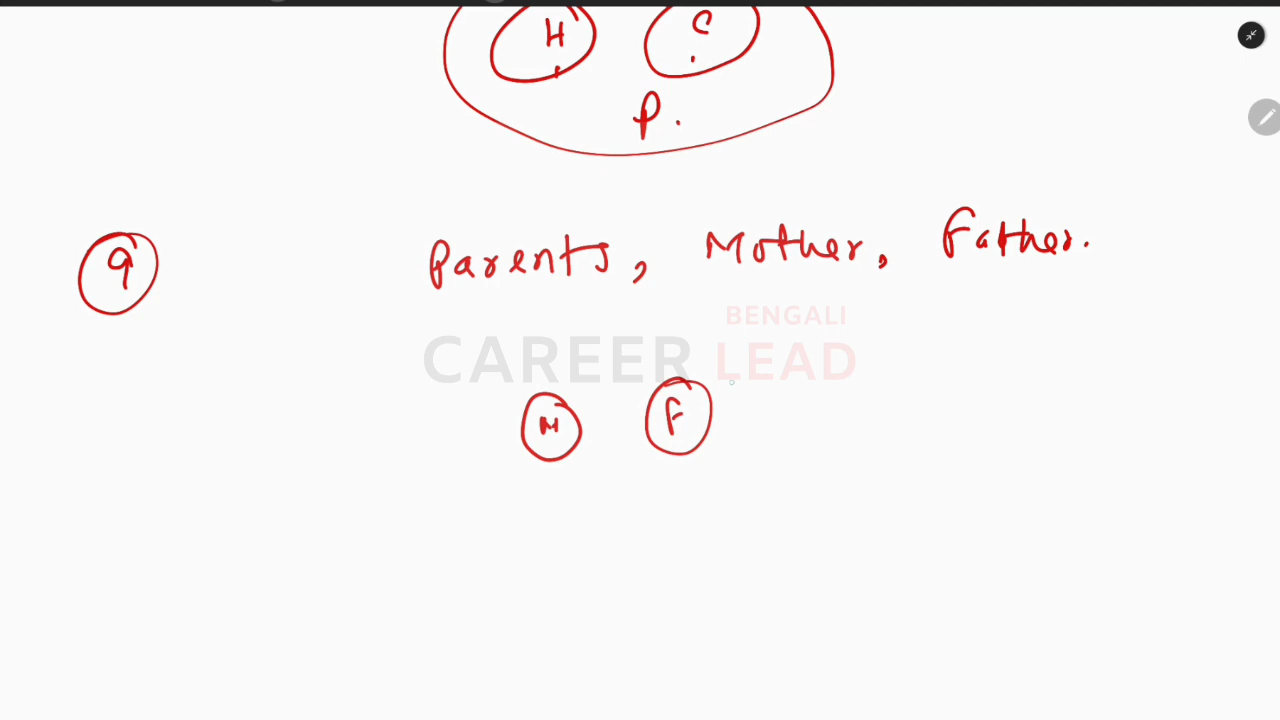 H C
P.
9 Parents, Mother, Father.
BENGALI
CAREER LEAD
M F